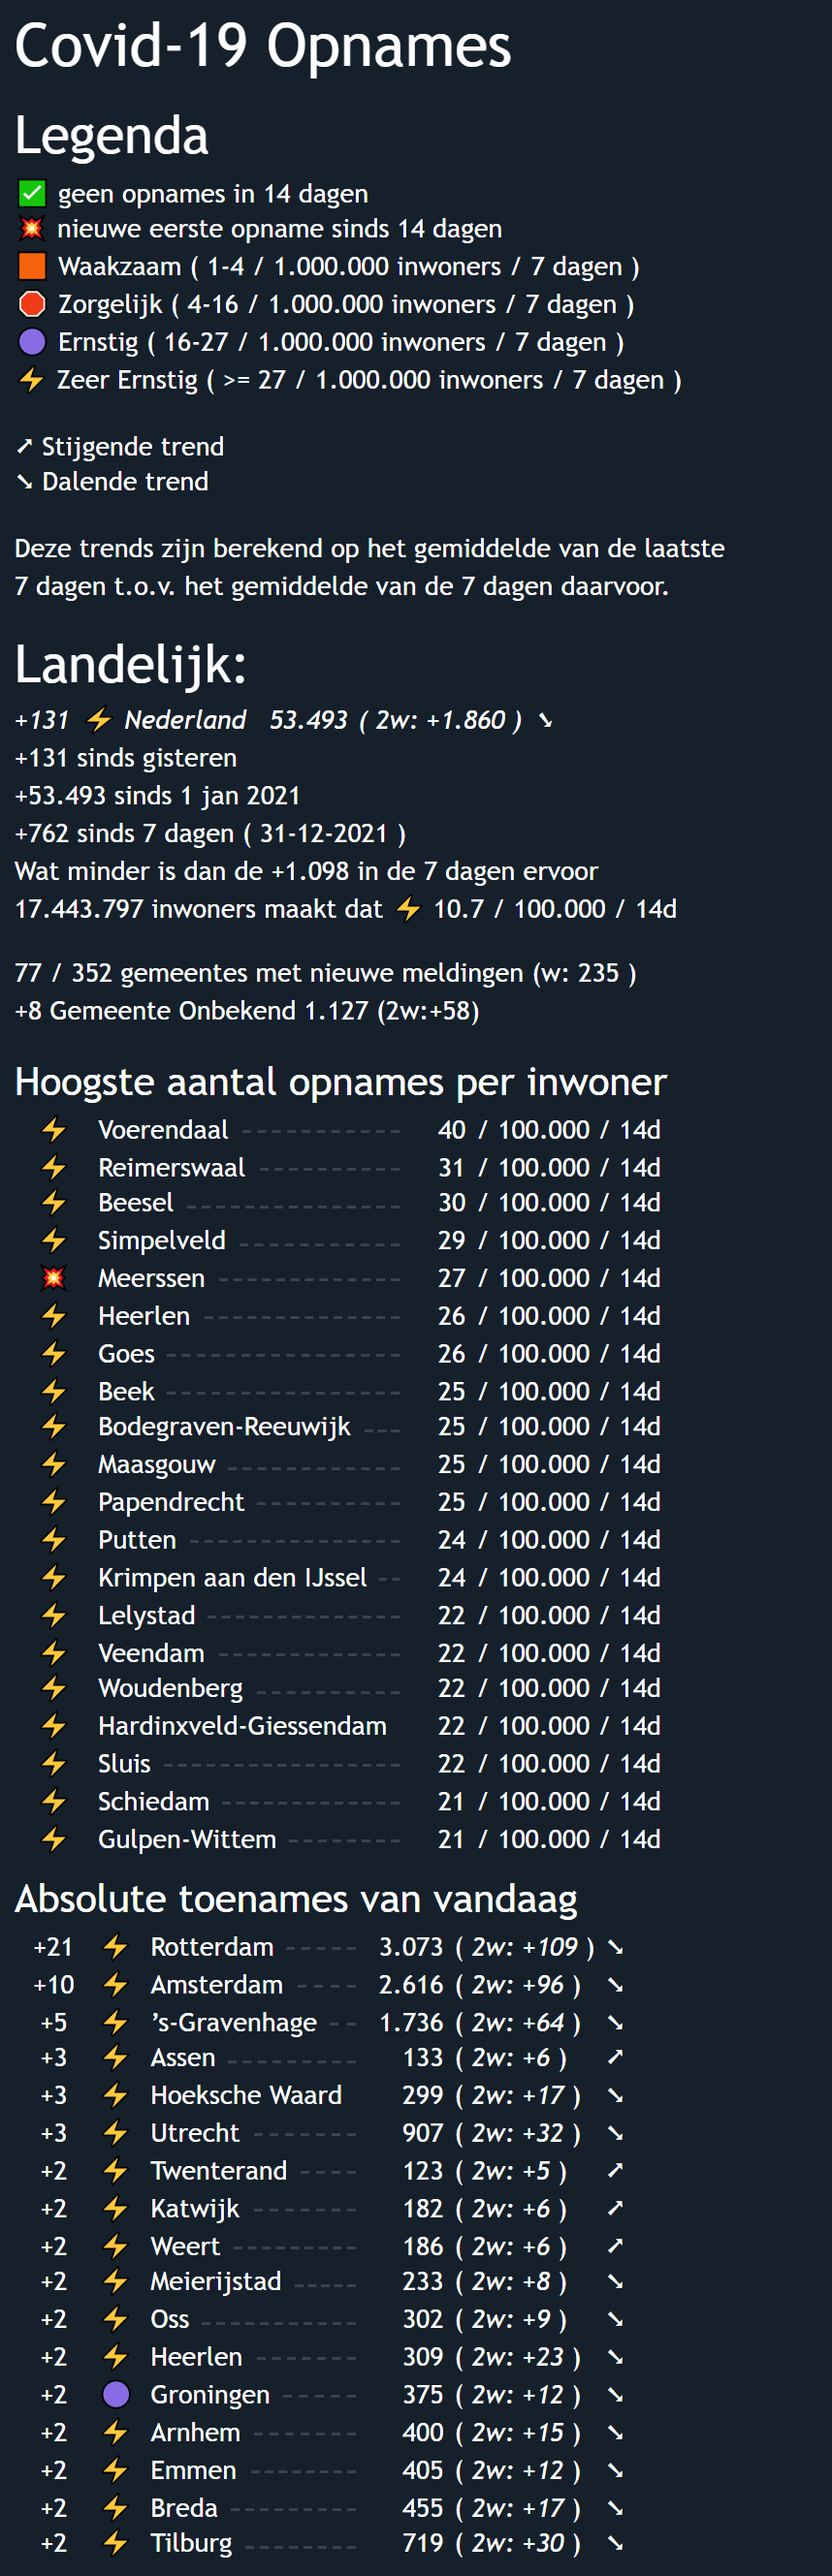 Covid-19 Opnames
Legenda
✅ geen opnames in 14 dagen
💥 nieuwe eerste opname sinds 14 dagen
🟧 Waakzaam ( 1-4 / 1.000.000 inwoners / 7 dagen )
🛑 Zorgelijk ( 4-16 / 1.000.000 inwoners / 7 dagen )
🟣 Ernstig ( 16-27 / 1.000.000 inwoners / 7 dagen )
⚡ Zeer Ernstig ( >= 27 / 1.000.000 inwoners / 7 dagen )
➚ Stijgende trend
➘ Dalende trend
Deze trends zijn berekend op het gemiddelde van de laatste
7 dagen t.o.v. het gemiddelde van de 7 dagen daarvoor.
Landelijk:
+131 ⚡ Nederland 53.493 ( 2w: +1.860 ) ➘
+131 sinds gisteren
+53.493 sinds 1 jan 2021
+762 sinds 7 dagen ( 31-12-2021 )
Wat minder is dan de +1.098 in de 7 dagen ervoor
17.443.797 inwoners maakt dat ⚡ 10.7 / 100.000 / 14d
77 / 352 gemeentes met nieuwe meldingen (w: 235 )
+8 Gemeente Onbekend 1.127 (2w:+58)
Hoogste aantal opnames per inwoner
⚡ Voerendaal 40 / 100.000 / 14d
⚡ Reimerswaal 31 / 100.000 / 14d
⚡ Beesel 30 / 100.000 / 14d
⚡ Simpelveld 29 / 100.000 / 14d
💥 Meerssen 27 / 100.000 / 14d
⚡ Heerlen 26 / 100.000 / 14d
⚡ Goes 26 / 100.000 / 14d
⚡ Beek 25 / 100.000 / 14d
⚡ Bodegraven-Reeuwijk 25 / 100.000 / 14d
⚡ Maasgouw 25 / 100.000 / 14d
⚡ Papendrecht 25 / 100.000 / 14d
⚡ Putten 24 / 100.000 / 14d
⚡ Krimpen aan den IJssel 24 / 100.000 / 14d
⚡ Lelystad 22 / 100.000 / 14d
⚡ Veendam 22 / 100.000 / 14d
⚡ Woudenberg 22 / 100.000 / 14d
⚡ Hardinxveld-Giessendam 22 / 100.000 / 14d
⚡ Sluis 22 / 100.000 / 14d
⚡ Schiedam 21 / 100.000 / 14d
⚡ Gulpen-Wittem 21 / 100.000 / 14d
Absolute toenames van vandaag
+21 ⚡ Rotterdam 3.073 ( 2w: +109 ) ➘
+10 ⚡ Amsterdam 2.616 ( 2w: +96 ) ➘
+5 ⚡ ’s-Gravenhage 1.736 ( 2w: +64 ) ➘
+3 ⚡ Assen 133 ( 2w: +6 ) ➚
+3 ⚡ Hoeksche Waard 299 ( 2w: +17 ) ➘
+3 ⚡ Utrecht 907 ( 2w: +32 ) ➘
+2 ⚡ Twenterand 123 ( 2w: +5 ) ➚
+2 ⚡ Katwijk 182 ( 2w: +6 ) ➚
+2 ⚡ Weert 186 ( 2w: +6 ) ➚
+2 ⚡ Meierijstad 233 ( 2w: +8 ) ➘
+2 ⚡ Oss 302 ( 2w: +9 ) ➘
+2 ⚡ Heerlen 309 ( 2w: +23 ) ➘
+2 🟣 Groningen 375 ( 2w: +12 ) ➘
+2 ⚡ Arnhem 400 ( 2w: +15 ) ➘
+2 ⚡ Emmen 405 ( 2w: +12 ) ➘
+2 ⚡ Breda 455 ( 2w: +17 ) ➘
+2 ⚡ Tilburg 719 ( 2w: +30 ) ➘